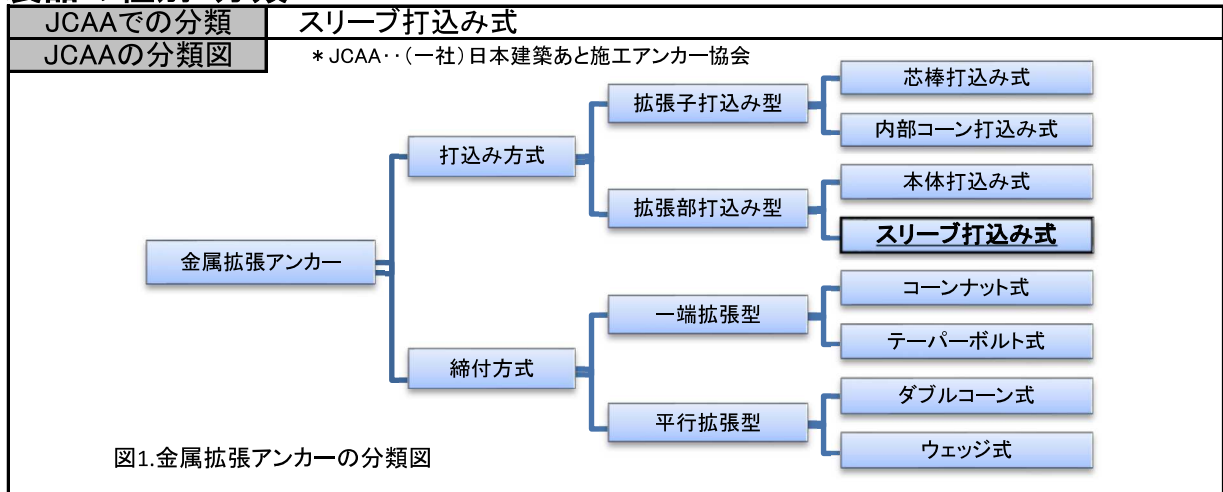 JCAAでの分類 スリーブ打込み式
JCAAの分類図 *JCAA‥(一社)日本建築あと施工アンカー協会
芯棒打込み式
拡張子打込み型
内部コーン打込み式
打込み方式
本体打込み式
拡張部打込み型
スリーブ打込み式
金属拡張アンカー
コーンナット式
一端拡張型
テーパーボルト式
締付方式
ダブルコーン式
平行拡張型
ウェッジ式
図1.金属拡張アンカーの分類図